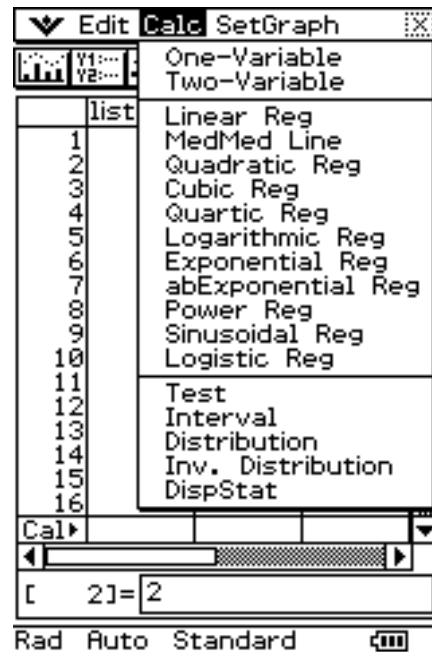 Edit Calc SetGraph
Y1:···
Y2:···
One-Variable
Two-Variable
list
Linear Reg
1 MedMed Line
2 Quadratic Reg
3 Cubic Reg
4 Quartic Reg
5 Logarithmic Reg
6 Exponential Reg
7 abExponential Reg
8 Power Reg
9 Sinusoidal Reg
10 Logistic Reg
11
12 Test
13 Interval
14 Distribution
15 Inv. Distribution
16 DispStat
Cal▸
[ 2]= 2
Rad Auto Standard